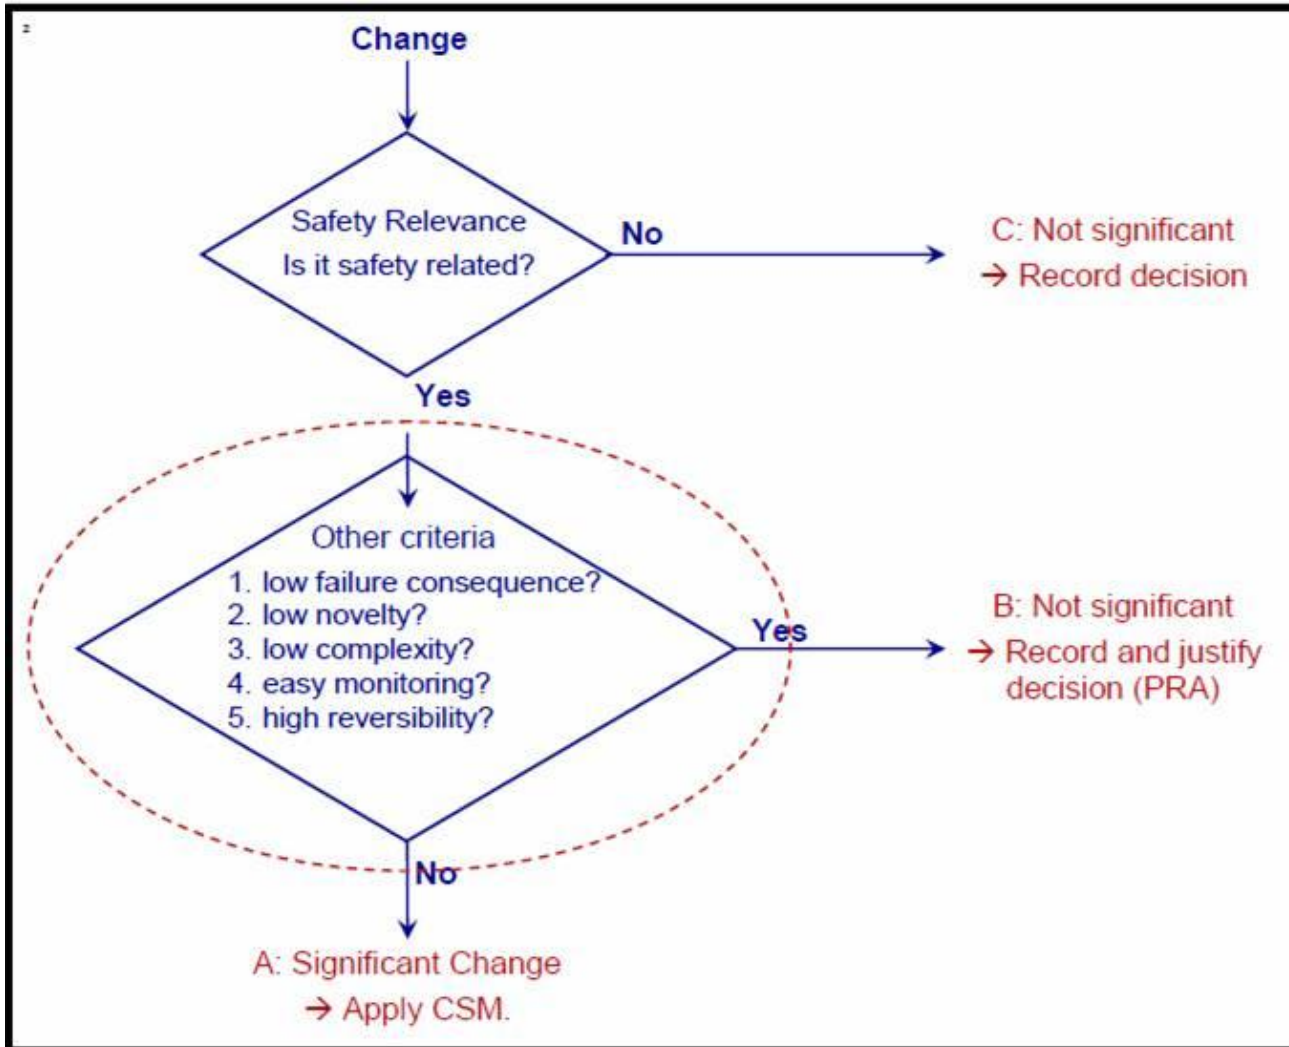 Change
Safety Relevance
Is it safety related?
No
C: Not significant
→ Record decision
Yes
Other criteria
1. low failure consequence?
2. low novelty?
3. low complexity?
4. easy monitoring?
5. high reversibility?
Yes
B: Not significant
→ Record and justify
decision (PRA)
No
A: Significant Change
→ Apply CSM.